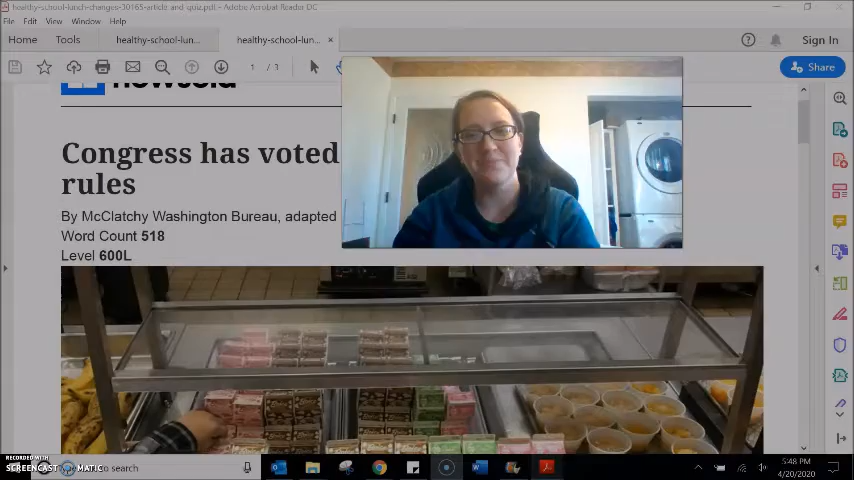 healthy-school-lunch-changes-30165-article and -quiz.pdf - Adobe Acrobat Reader DC
File Edit View Window Help
Home Tools healthy-school-lun... healthy-school-lun... × Sign In
1 / 3 Share
newsela
Congress has voted
rules
By McClatchy Washington Bureau, adapted
Word Count 518
Level 600L
RECORDED WITH
SCREENCAST MATIC
to search
5:48 PM
4/20/2020